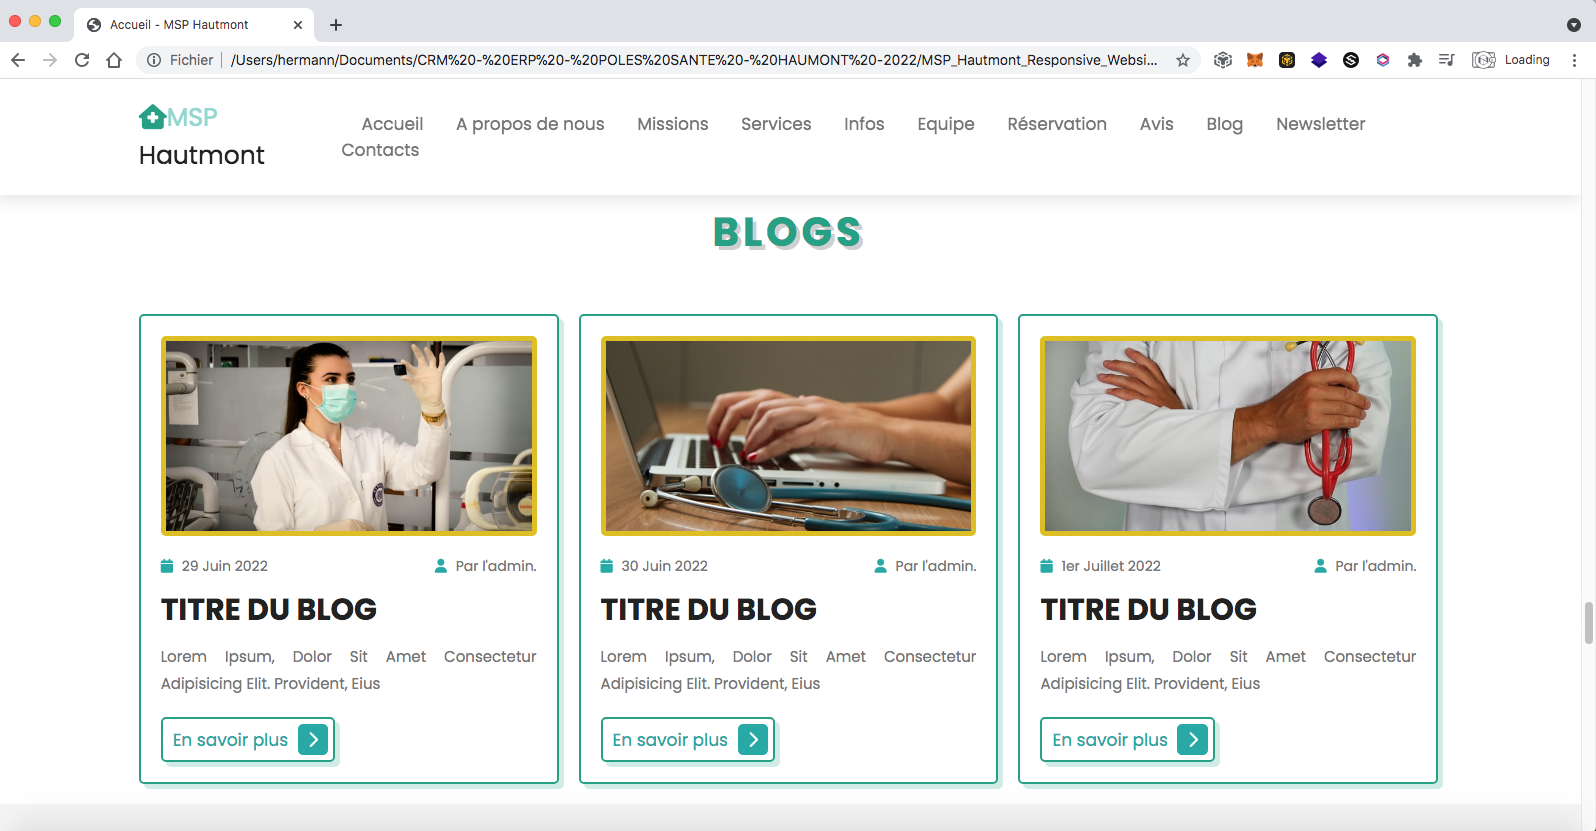 Accueil - MSP Hautmont
Fichier
/Users/hermann/Documents/CRM%20-%20ERP%20-%20POLES%20SANTE%20-%20HAUMONT%20-2022/MSP_Hautmont_Responsive_Websi...
Loading
MSP
Hautmont
Accueil A propos de nous Missions Services Infos Equipe Réservation Avis Blog Newsletter
Contacts
BLOGS
29 Juin 2022 Par l'admin.
TITRE DU BLOG
Lorem Ipsum, Dolor Sit Amet Consectetur
Adipisicing Elit. Provident, Eius
En savoir plus
30 Juin 2022 Par l'admin.
TITRE DU BLOG
Lorem Ipsum, Dolor Sit Amet Consectetur
Adipisicing Elit. Provident, Eius
En savoir plus
1er Juillet 2022 Par l'admin.
TITRE DU BLOG
Lorem Ipsum, Dolor Sit Amet Consectetur
Adipisicing Elit. Provident, Eius
En savoir plus